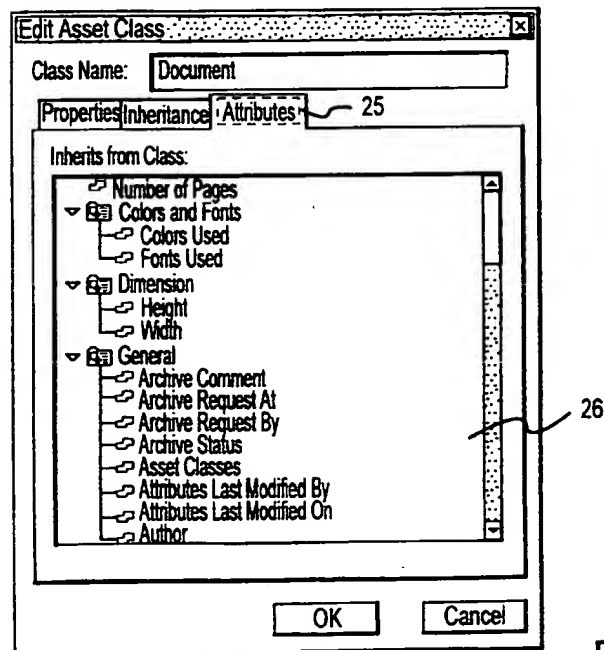 Edit Asset Class
Class Name: Document
Properties Inheritance Attributes 25
Inherits from Class:
Number of Pages
Colors and Fonts
Colors Used
Fonts Used
Dimension
Height
Width
General
Archive Comment
Archive Request At
Archive Request By
Archive Status
26
Asset Classes
Attributes Last Modified By
Attributes Last Modified On
Author
OK Cancel